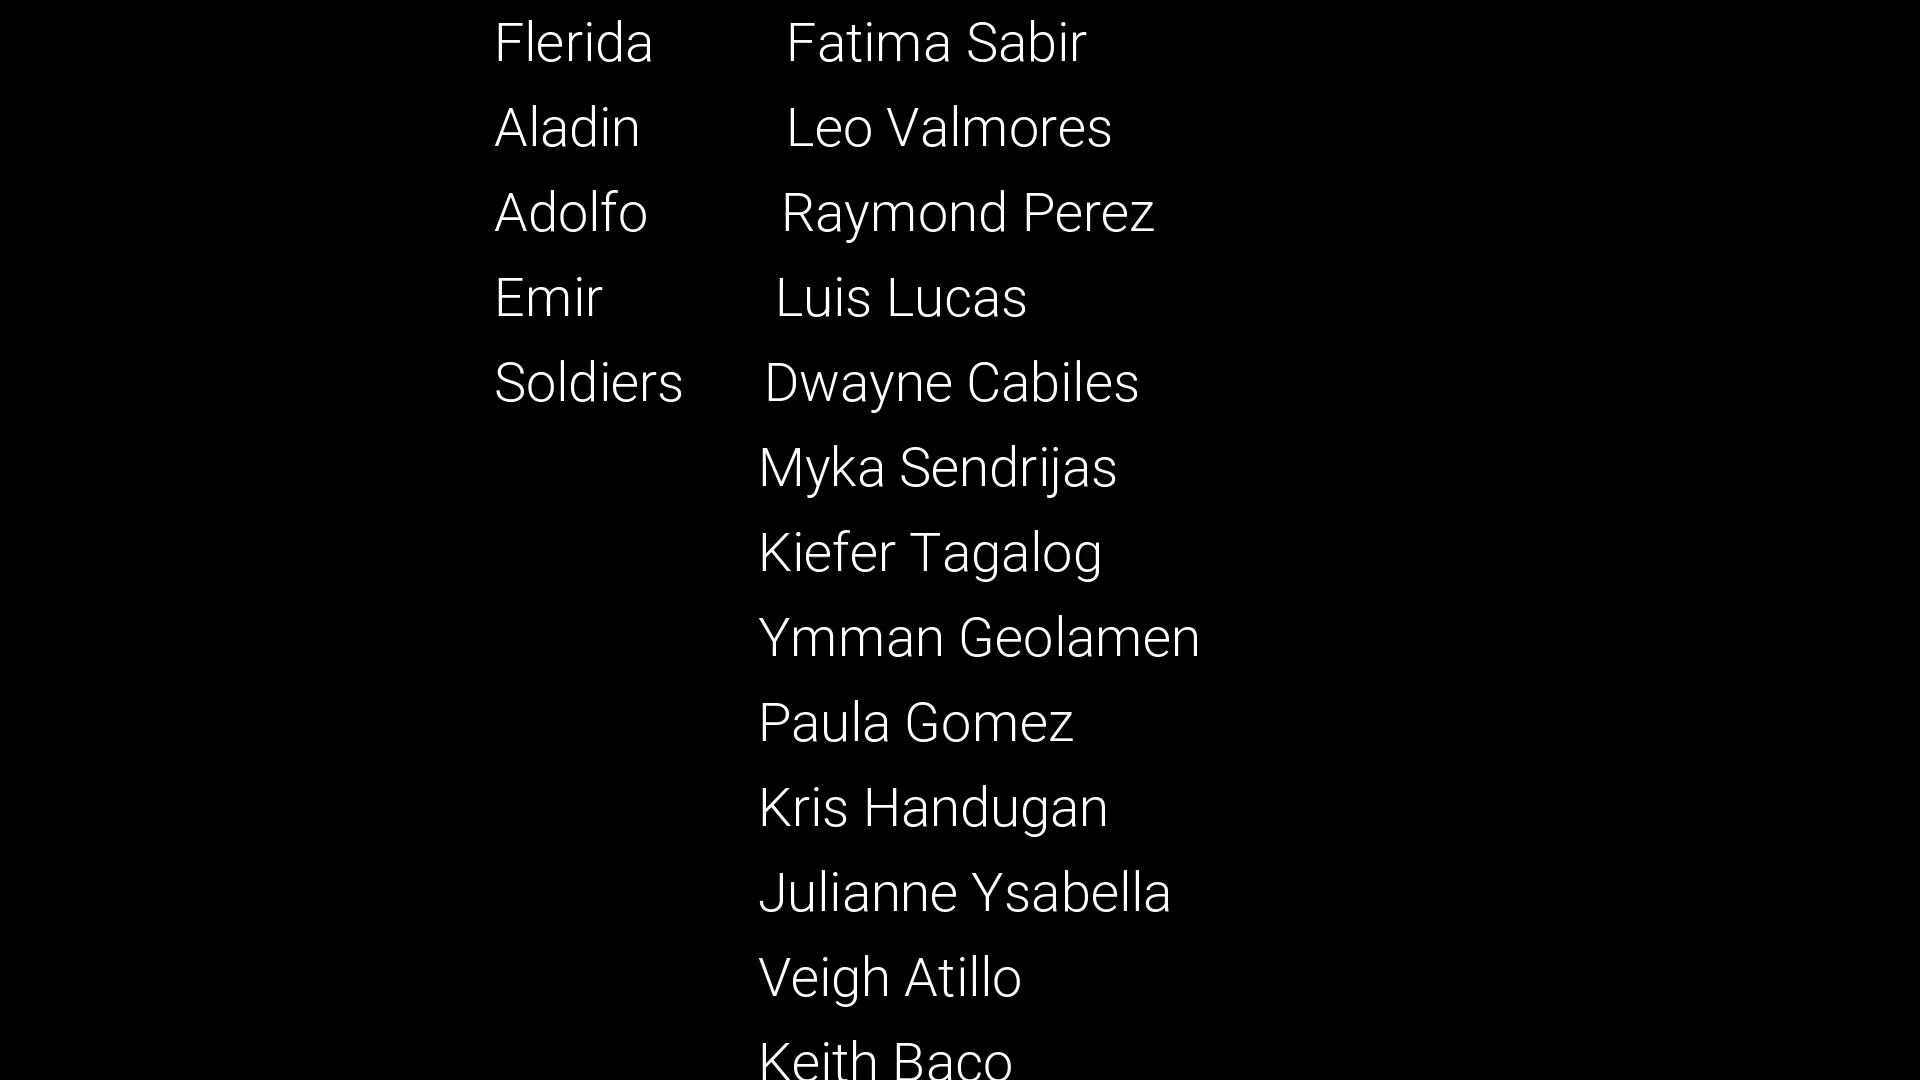 Flerida Fatima Sabir
Aladin Leo Valmores
Adolfo Raymond Perez
Emir Luis Lucas
Soldiers Dwayne Cabiles
Myka Sendrijas
Kiefer Tagalog
Ymman Geolamen
Paula Gomez
Kris Handugan
Julianne Ysabella
Veigh Atillo
Keith Baco